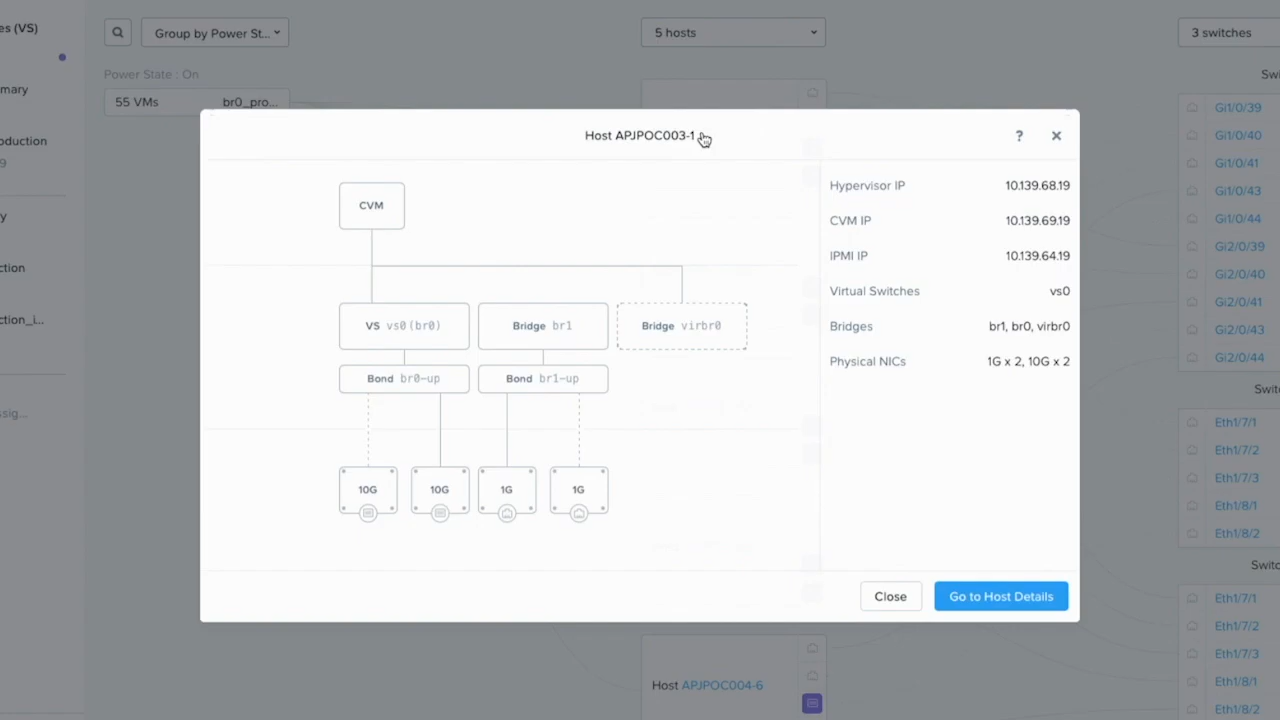 es (VS)
Group by Power St...
5 hosts
3 switches
Power State : On
Swi
mary
55 VMs
br0_pro...
Gi1/0/39
Gi1/0/40
Gi1/0/41
Gi1/0/43
Gi1/0/44
Gi2/0/39
Gi2/0/40
Gi2/0/41
Gi2/0/43
Gi2/0/44
oduction
9
y
ction
ction_i...
ssig...
Host APJPOC003-1
?
CVM
VS vs0(br0)
Bridge br1
Bridge virbr0
Bond br0-up
Bond br1-up
10G
10G
1G
1G
Hypervisor IP 10.139.68.19
CVM IP 10.139.69.19
IPMI IP 10.139.64.19
Virtual Switches vs0
Bridges br1, br0, virbr0
Physical NICs 1G x 2, 10G x 2
Close
Go to Host Details
Switc
Eth1/7/1
Eth1/7/2
Eth1/7/3
Eth1/8/1
Eth1/8/2
Switc
Eth1/7/1
Eth1/7/2
Eth1/7/3
Eth1/8/1
Eth1/8/2
Host APJPOC004-6